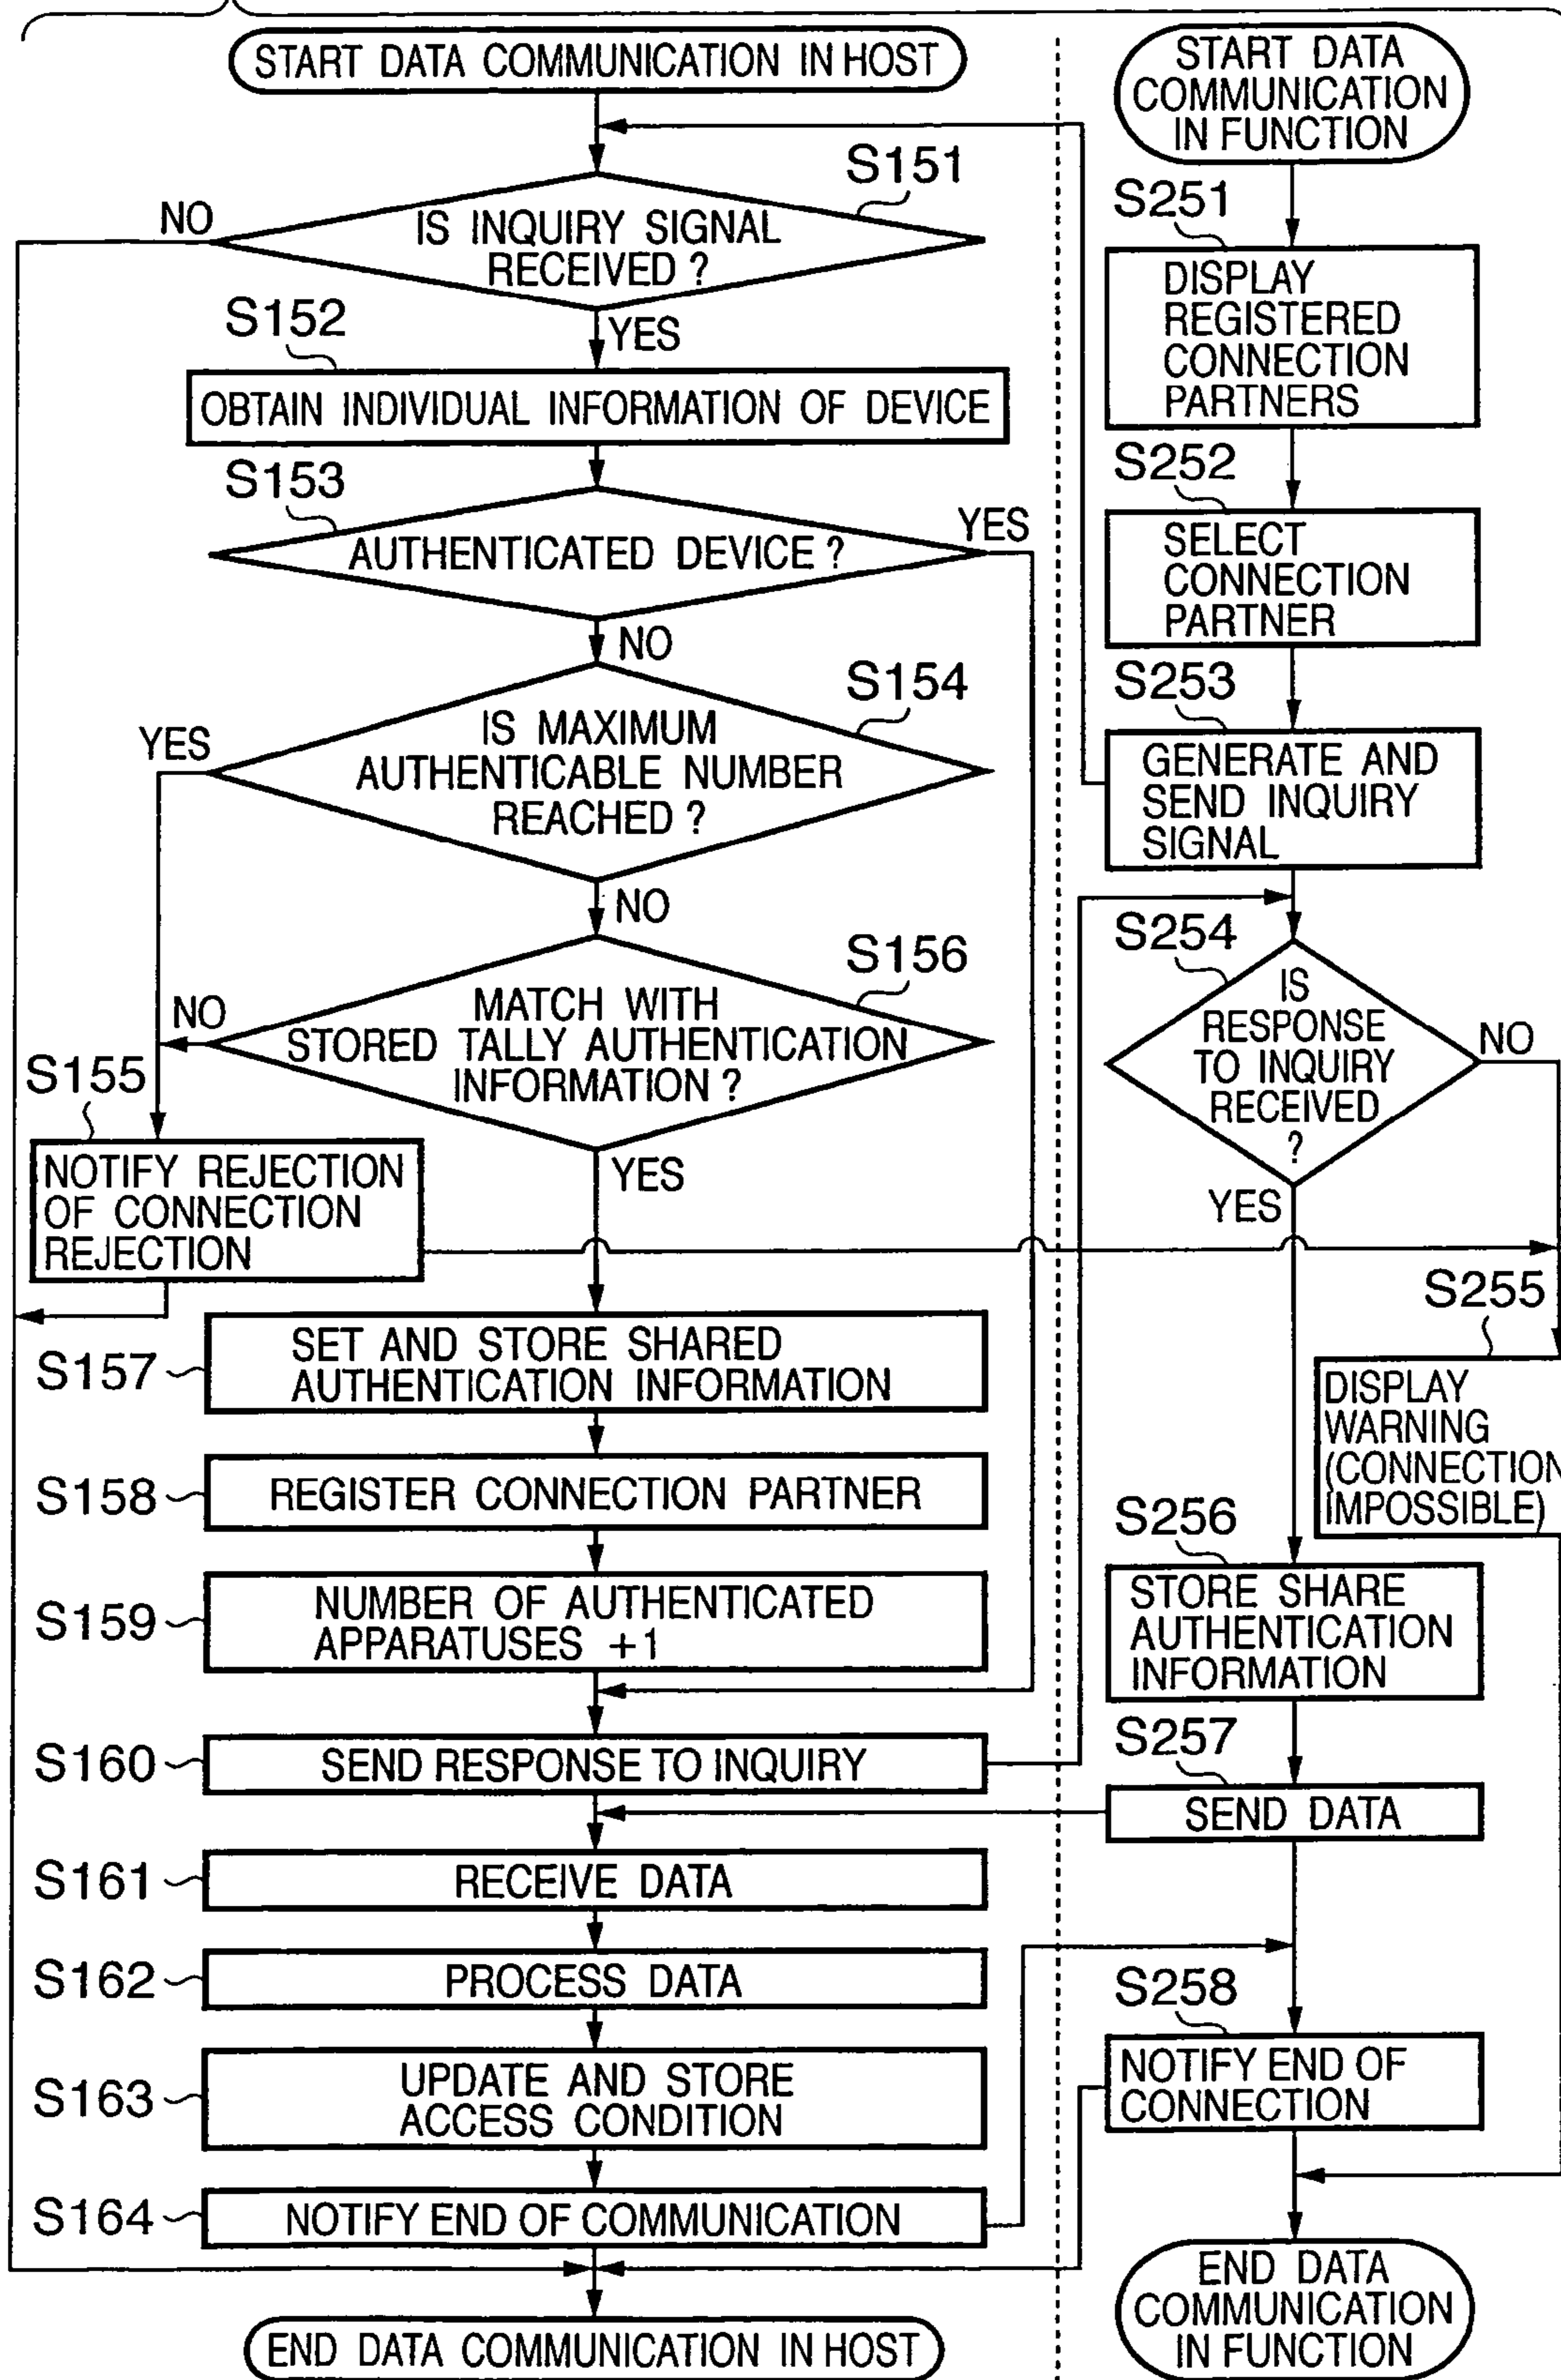 START DATA COMMUNICATION IN HOST
S151
NO
IS INQUIRY SIGNAL
RECEIVED ?
YES
S152
OBTAIN INDIVIDUAL INFORMATION OF DEVICE
S153
YES
AUTHENTICATED DEVICE ?
NO
S154
YES
IS MAXIMUM
AUTHENTICABLE NUMBER
REACHED ?
NO
S156
NO
MATCH WITH
STORED TALLY AUTHENTICATION
INFORMATION ?
YES
S155
NOTIFY REJECTION
OF CONNECTION
REJECTION
S157
SET AND STORE SHARED
AUTHENTICATION INFORMATION
S158
REGISTER CONNECTION PARTNER
S159
NUMBER OF AUTHENTICATED
APPARATUSES +1
S160
SEND RESPONSE TO INQUIRY
S161
RECEIVE DATA
S162
PROCESS DATA
S163
UPDATE AND STORE
ACCESS CONDITION
S164
NOTIFY END OF COMMUNICATION
END DATA COMMUNICATION IN HOST
START DATA
COMMUNICATION
IN FUNCTION
S251
DISPLAY
REGISTERED
CONNECTION
PARTNERS
S252
SELECT
CONNECTION
PARTNER
S253
GENERATE AND
SEND INQUIRY
SIGNAL
S254
IS
RESPONSE
TO INQUIRY
RECEIVED
?
NO
YES
S255
DISPLAY
WARNING
(CONNECTION
IMPOSSIBLE)
S256
STORE SHARE
AUTHENTICATION
INFORMATION
S257
SEND DATA
S258
NOTIFY END OF
CONNECTION
END DATA
COMMUNICATION
IN FUNCTION